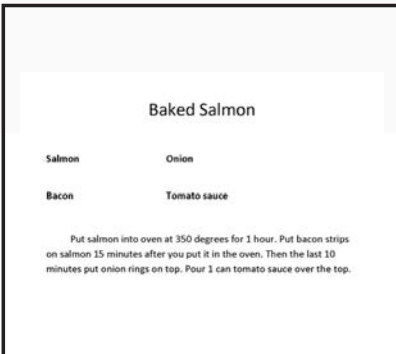 Baked Salmon
Salmon Onion
Bacon Tomato sauce
Put salmon into oven at 350 degrees for 1 hour. Put bacon strips
on salmon 15 minutes after you put it in the oven. Then the last 10
minutes put onion rings on top. Pour 1 can tomato sauce over the top.